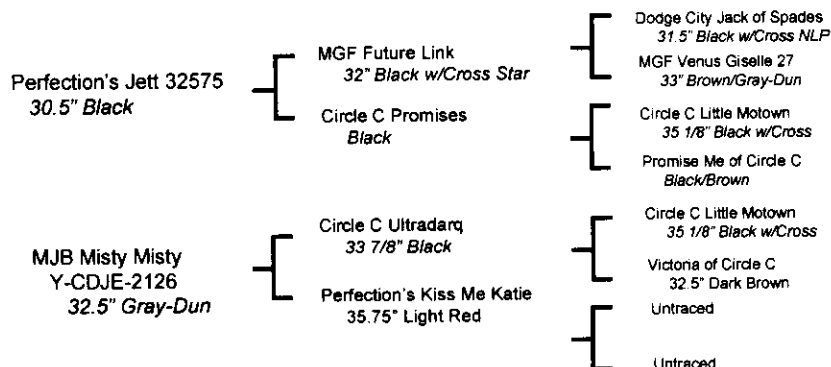 Perfection's Jett 32575
30.5" Black
MGF Future Link
32" Black w/Cross Star
Circle C Promises
Black
Dodge City Jack of Spades
31.5" Black w/Cross NLP
MGF Venus Giselle 27
33" Brown/Gray-Dun
Circle C Little Motown
35 1/8" Black w/Cross
Promise Me of Circle C
Black/Brown
MJB Misty Misty
Y-CDJE-2126
32.5" Gray-Dun
Circle C Ultradarq
33 7/8" Black
Perfection's Kiss Me Katie
35.75" Light Red
Circle C Little Motown
35 1/8" Black w/Cross
Victoria of Circle C
32.5" Dark Brown
Untraced
Untraced